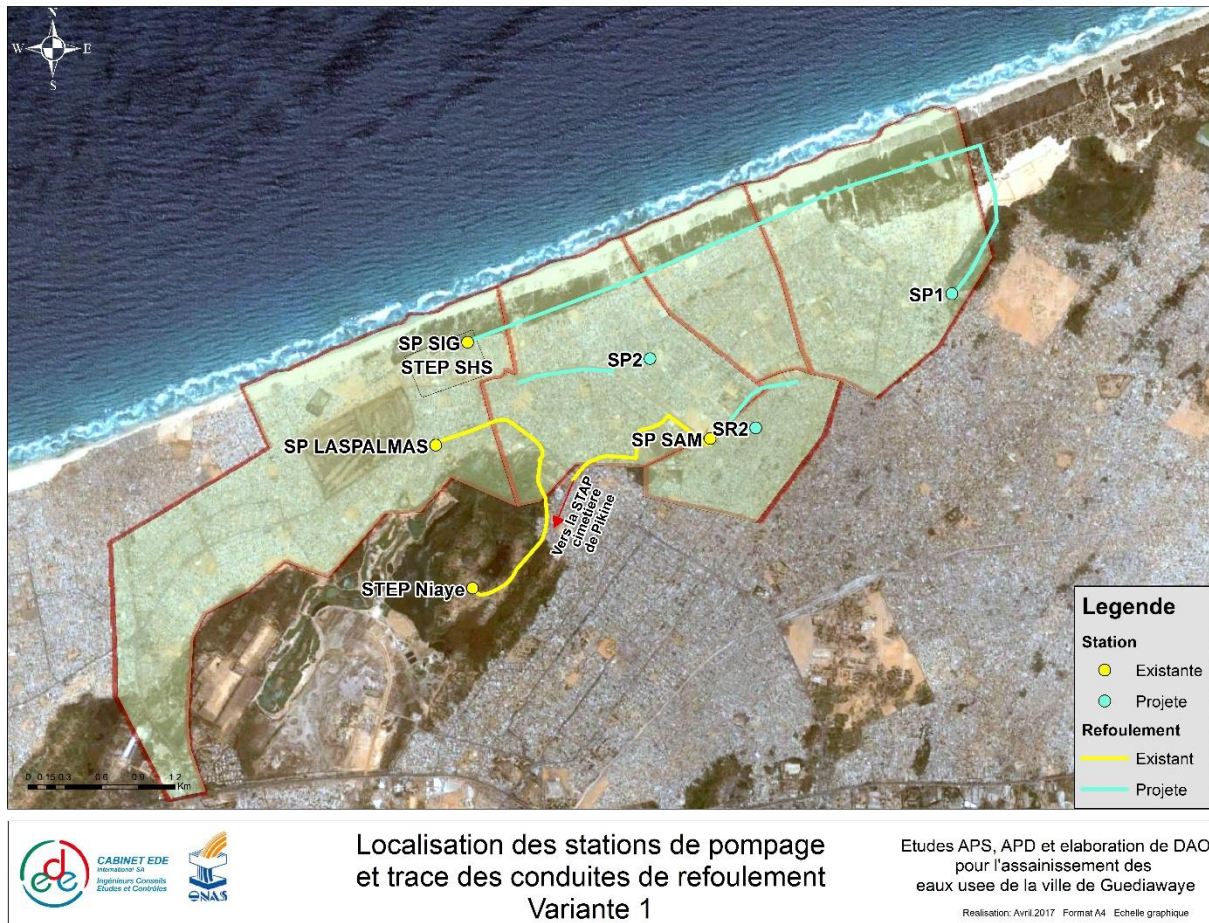 N
W E
S
SP1
SP SIG
STEP SHS
SP2
SR2
SP SAM
SP LASPALMAS
Vers la STAP
cimetière
de Pikine
STEP Niaye
0 0.15 0.3 0.6 0.9 1.2
Km
Legende
Station
Existante
Projete
Refoulement
Existant
Projete
ede
CABINET EDE
International SA
Ingénieurs Conseils
Etudes et Contrôles
ONAS
Localisation des stations de pompage
et trace des conduites de refoulement
Variante 1
Etudes APS, APD et elaboration de DAO
pour l'assainissement des
eaux usee de la ville de Guediawaye
Realisation: Avril.2017 Format A4 Echelle graphique